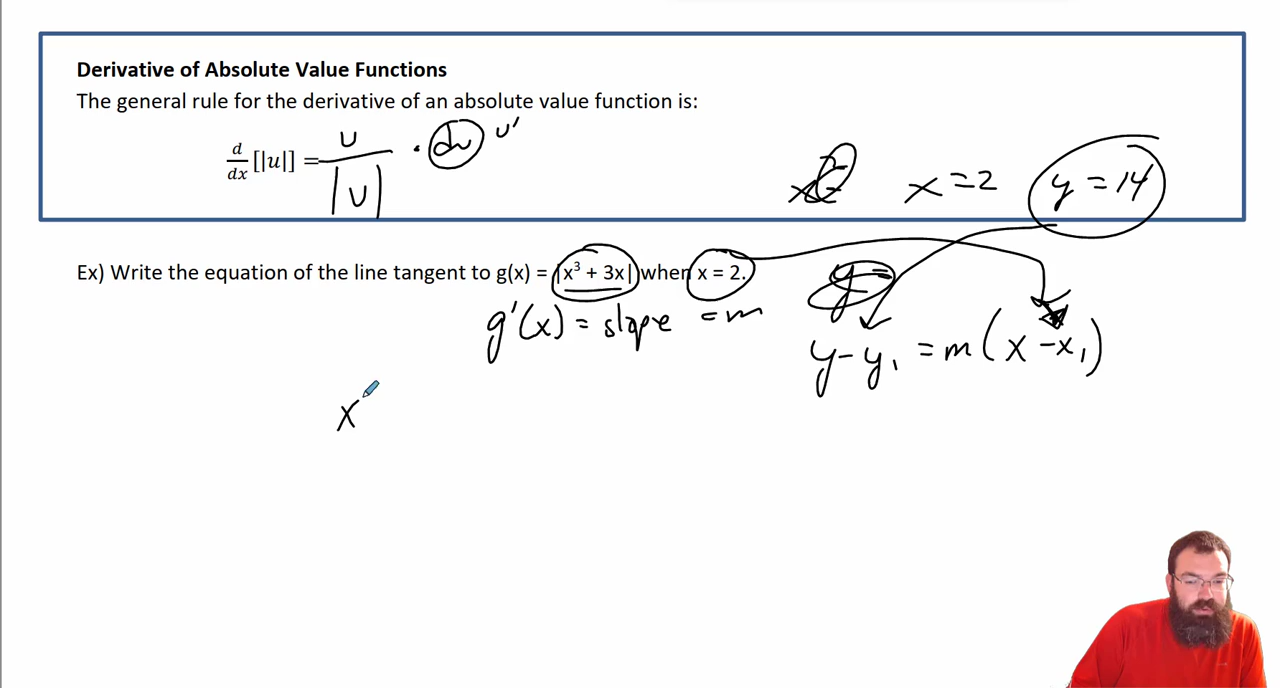 Derivative of Absolute Value Functions
The general rule for the derivative of an absolute value function is:
d/dx [|u|] = u/|u| · du u'
x = 2 y = 14
Ex) Write the equation of the line tangent to g(x) = |x³ + 3x| when x = 2.
y =
g'(x) = slope = m
y - y₁ = m(x - x₁)
x